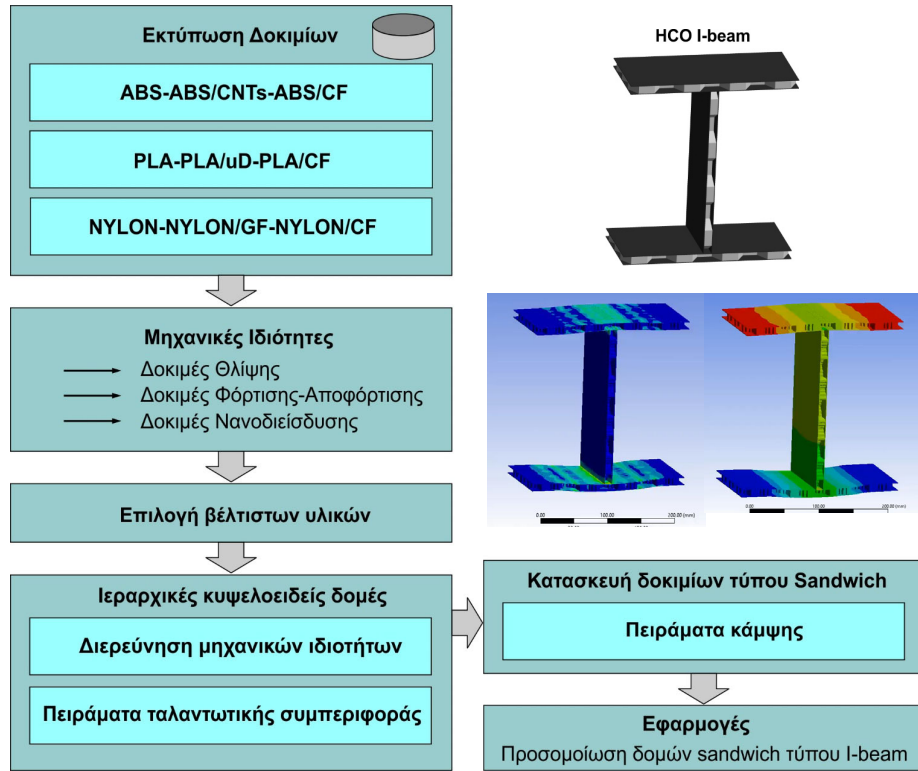 Εκτύπωση Δοκιμίων
ABS-ABS/CNTs-ABS/CF
PLA-PLA/uD-PLA/CF
NYLON-NYLON/GF-NYLON/CF
Μηχανικές Ιδιότητες
Δοκιμές Θλίψης
Δοκιμές Φόρτισης-Αποφόρτισης
Δοκιμές Νανοδιείσδυσης
Επιλογή βέλτιστων υλικών
Ιεραρχικές κυψελοειδείς δομές
Διερεύνηση μηχανικών ιδιοτήτων
Πειράματα ταλαντωτικής συμπεριφοράς
HCO I-beam
0.00 100.00 200.00 (mm)
0.00 100.00 200.00 (mm)
Κατασκευή δοκιμίων τύπου Sandwich
Πειράματα κάμψης
Εφαρμογές
Προσομοίωση δομών sandwich τύπου I-beam